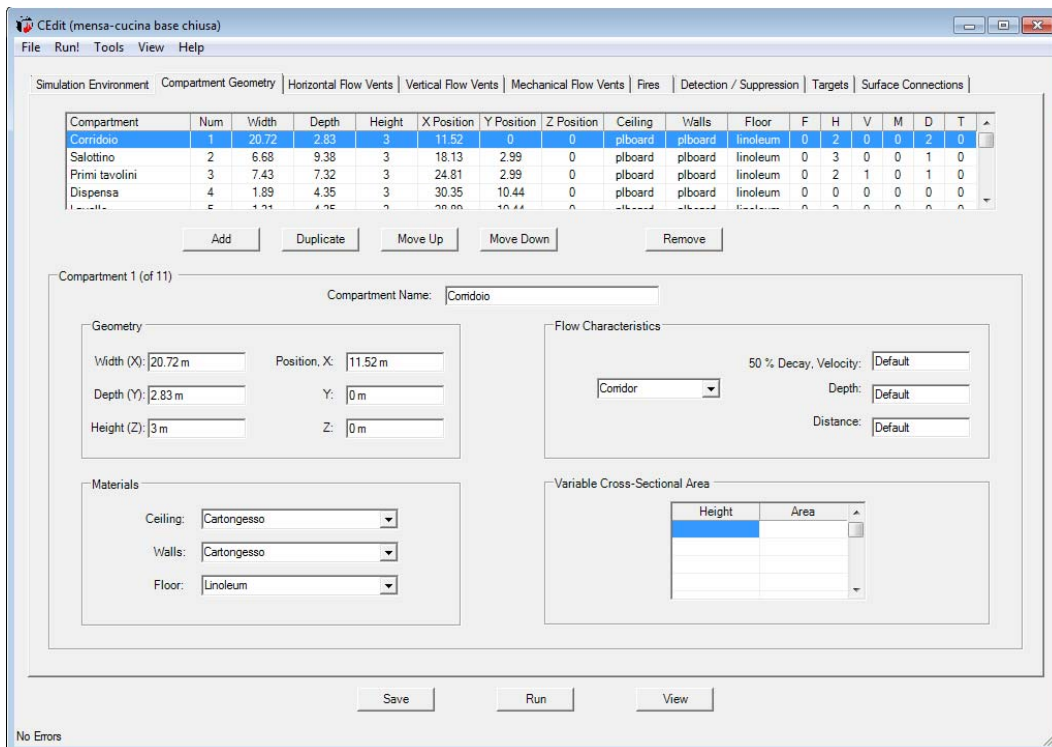 CEdit (mensa-cucina base chiusa)
File Run! Tools View Help
Simulation Environment Compartment Geometry Horizontal Flow Vents Vertical Flow Vents Mechanical Flow Vents Fires Detection / Suppression Targets Surface Connections
Compartment Num Width Depth Height X Position Y Position Z Position Ceiling Walls Floor F H V M D T
Corridoio 1 20.72 2.83 3 11.52 0 0 plboard plboard linoleum 0 2 0 0 2 0
Salottino 2 6.68 9.38 3 18.13 2.99 0 plboard plboard linoleum 0 3 0 0 1 0
Primi tavolini 3 7.43 7.32 3 24.81 2.99 0 plboard plboard linoleum 0 2 1 0 1 0
Dispensa 4 1.89 4.35 3 30.35 10.44 0 plboard plboard linoleum 0 0 0 0 0 0
Add Duplicate Move Up Move Down Remove
Compartment 1 (of 11)
Compartment Name: Corridoio
Geometry
Width (X): 20.72 m Position, X: 11.52 m
Depth (Y): 2.83 m Y: 0 m
Height (Z): 3 m Z: 0 m
Flow Characteristics
50 % Decay, Velocity: Default
Corridor Depth: Default
Distance: Default
Materials
Ceiling: Cartongesso
Walls: Cartongesso
Floor: Linoleum
Variable Cross-Sectional Area
Height Area
Save Run View
No Errors